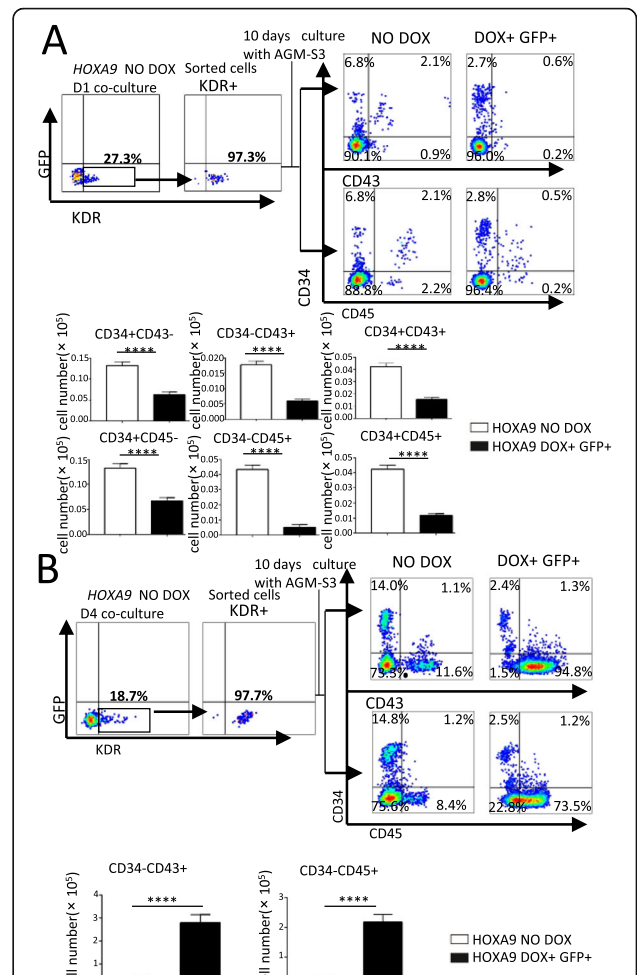 A
10 days culture
with AGM-S3
NO DOX
DOX+ GFP+
HOXA9 NO DOX
D1 co-culture
Sorted cells
KDR+
6.8%
2.1%
2.7%
0.6%
27.3%
97.3%
GFP
90.1%
0.9%
96.0%
0.2%
CD43
KDR
6.8%
2.1%
2.8%
0.5%
CD34
88.8%
2.2%
96.4%
0.2%
CD45
CD34+CD43-
cell number(× 10⁵)
0.15
0.10
0.05
0.00
****
CD34-CD43+
cell number(× 10⁵)
0.020
0.015
0.010
0.005
0.000
****
CD34+CD43+
cell number(× 10⁵)
0.05
0.04
0.03
0.02
0.01
0.00
****
CD34+CD45-
cell number(× 10⁵)
0.15
0.10
0.05
0.00
****
CD34-CD45+
cell number(× 10⁵)
0.05
0.04
0.03
0.02
0.01
0.00
****
CD34+CD45+
cell number(× 10⁵)
0.05
0.04
0.03
0.02
0.01
0.00
****
HOXA9 NO DOX
HOXA9 DOX+ GFP+
B
10 days culture
with AGM-S3
NO DOX
DOX+ GFP+
HOXA9 NO DOX
D4 co-culture
Sorted cells
KDR+
14.0%
1.1%
2.4%
1.3%
18.7%
97.7%
GFP
73.3%
11.6%
1.5%
94.8%
CD43
KDR
14.8%
1.2%
2.5%
1.2%
CD34
75.6%
8.4%
22.8%
73.5%
CD45
CD34-CD43+
cell number(× 10⁵)
4
3
2
1
****
CD34-CD45+
cell number(× 10⁵)
3
2
1
****
HOXA9 NO DOX
HOXA9 DOX+ GFP+